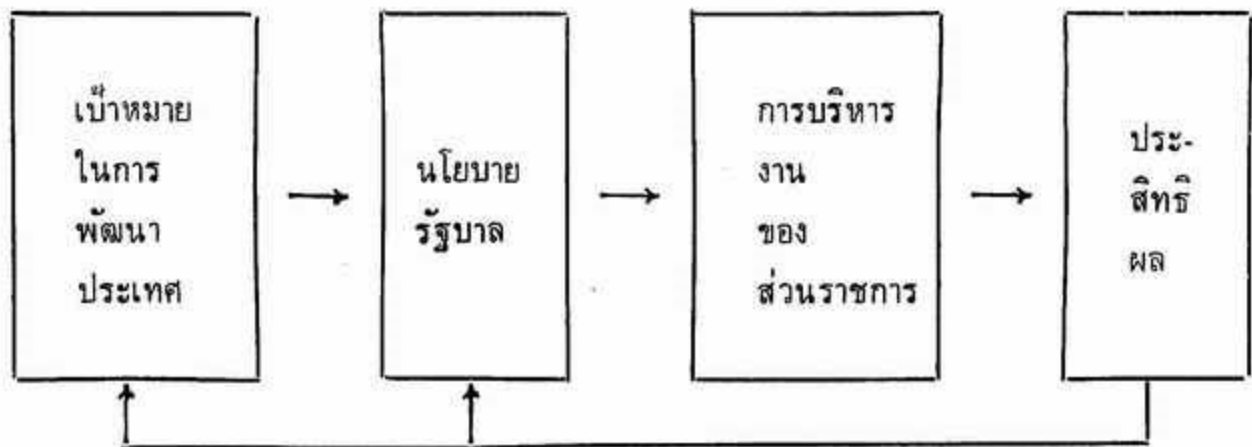 เป้าหมาย
ในการ
พัฒนา
ประเทศ
นโยบาย
รัฐบาล
การบริหาร
งาน
ของ
ส่วนราชการ
ประ-
สิทธิ
ผล